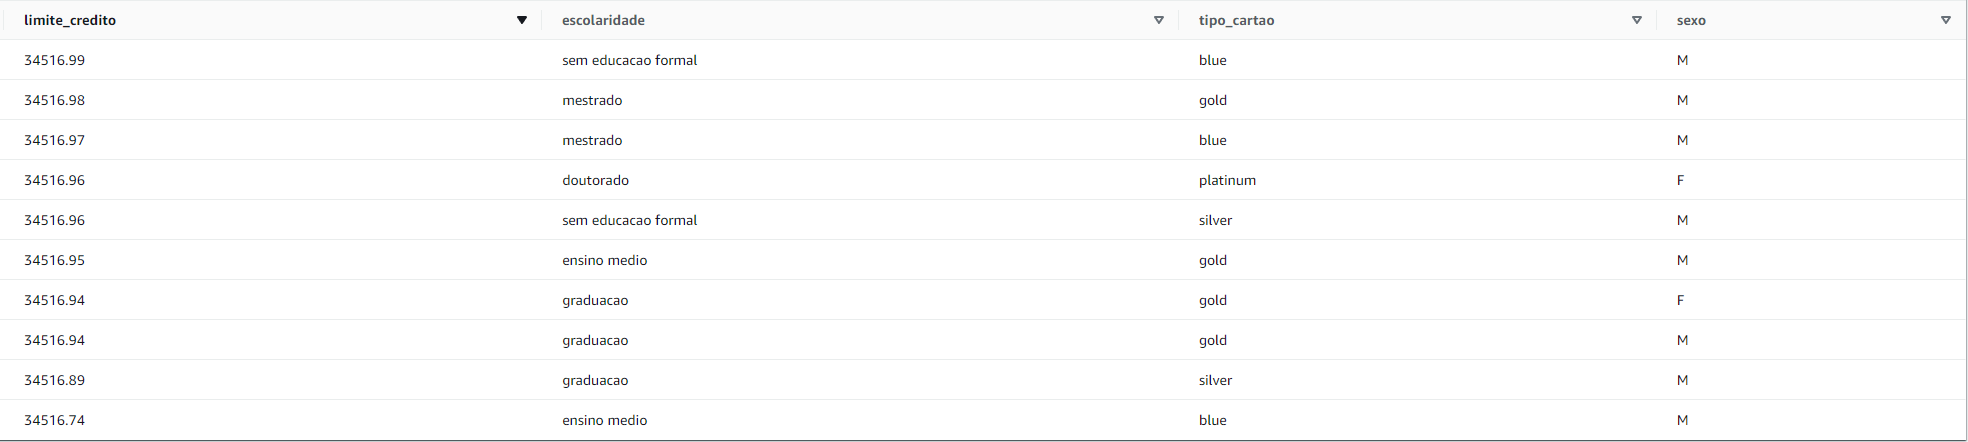 limite_credito escolaridade tipo_cartao sexo
34516.99 sem educacao formal blue M
34516.98 mestrado gold M
34516.97 mestrado blue M
34516.96 doutorado platinum F
34516.96 sem educacao formal silver M
34516.95 ensino medio gold M
34516.94 graduacao gold F
34516.94 graduacao gold M
34516.89 graduacao silver M
34516.74 ensino medio blue M